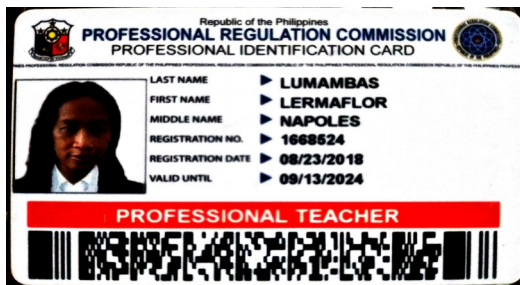 Republic of the Philippines
PROFESSIONAL REGULATION COMMISSION
PROFESSIONAL IDENTIFICATION CARD
LAST NAME LUMAMBAS
FIRST NAME LERMAFLOR
MIDDLE NAME NAPOLES
REGISTRATION NO. 1668524
REGISTRATION DATE 08/23/2018
VALID UNTIL 09/13/2024
PROFESSIONAL TEACHER